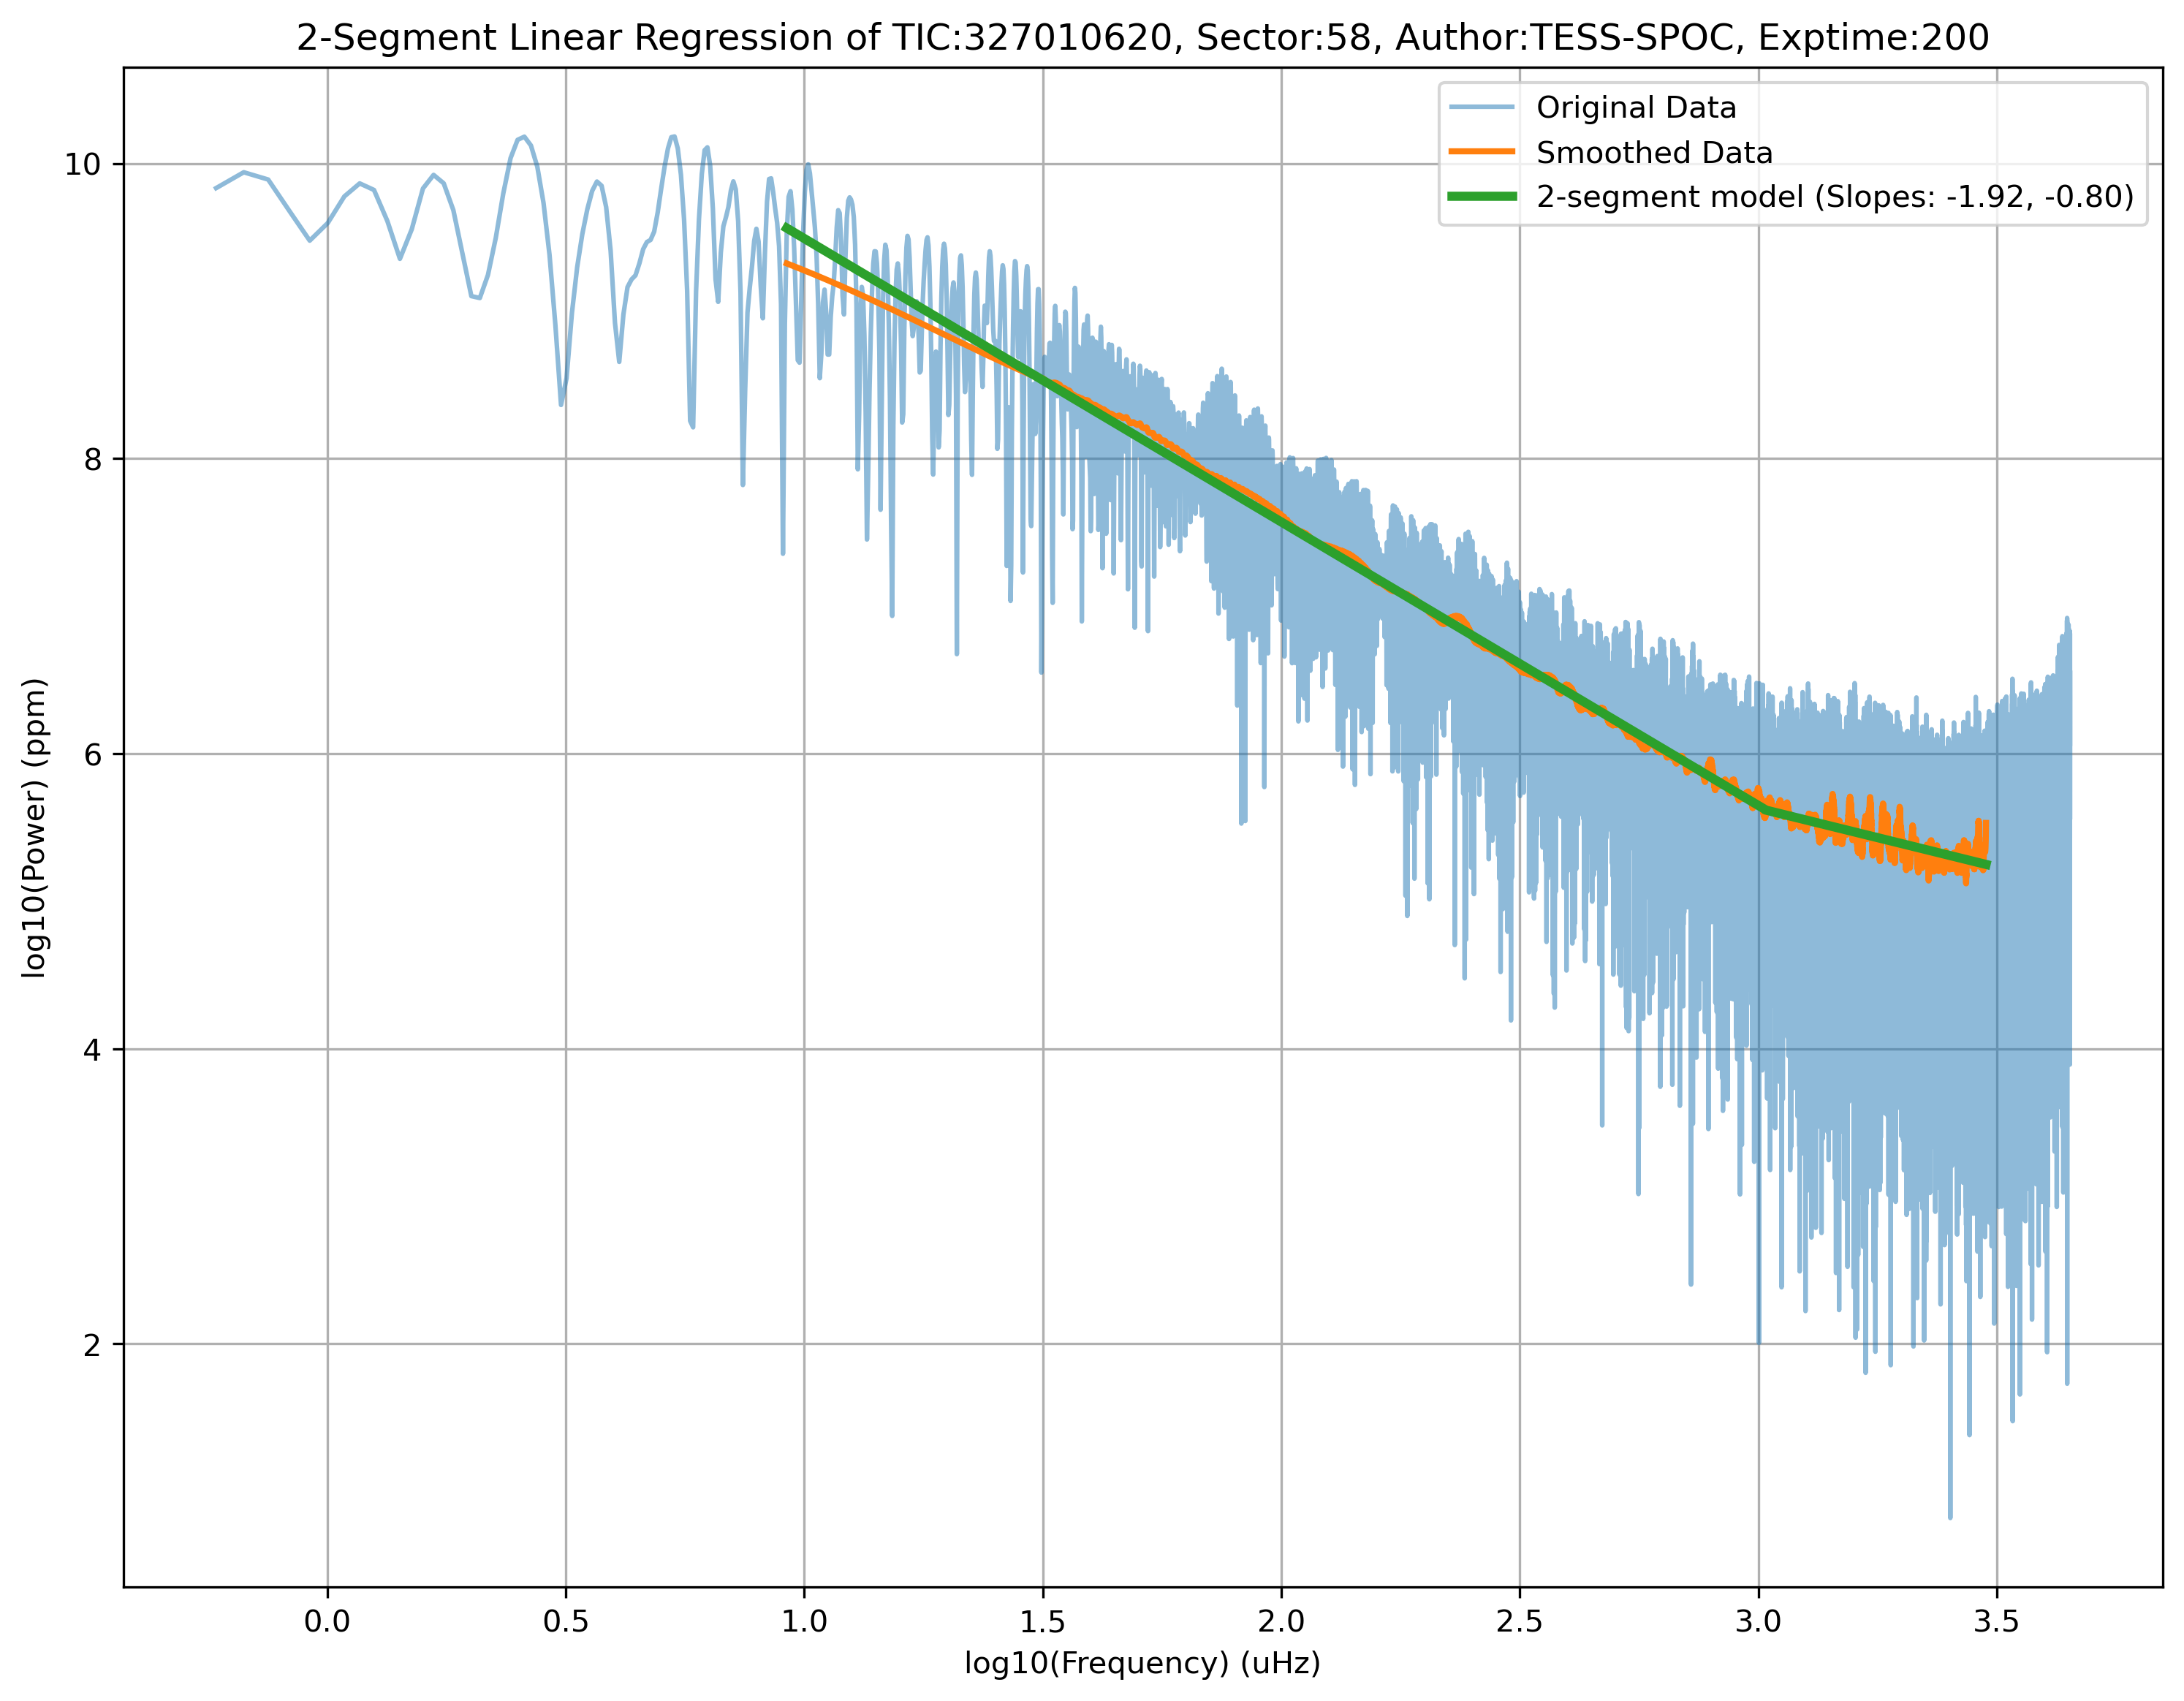 2-Segment Linear Regression of TIC:327010620, Sector:58, Author:TESS-SPOC, Exptime:200
Original Data
Smoothed Data
2-segment model (Slopes: -1.92, -0.80)
10
8
6
4
2
log10(Power) (ppm)
0.0 0.5 1.0 1.5 2.0 2.5 3.0 3.5
log10(Frequency) (uHz)